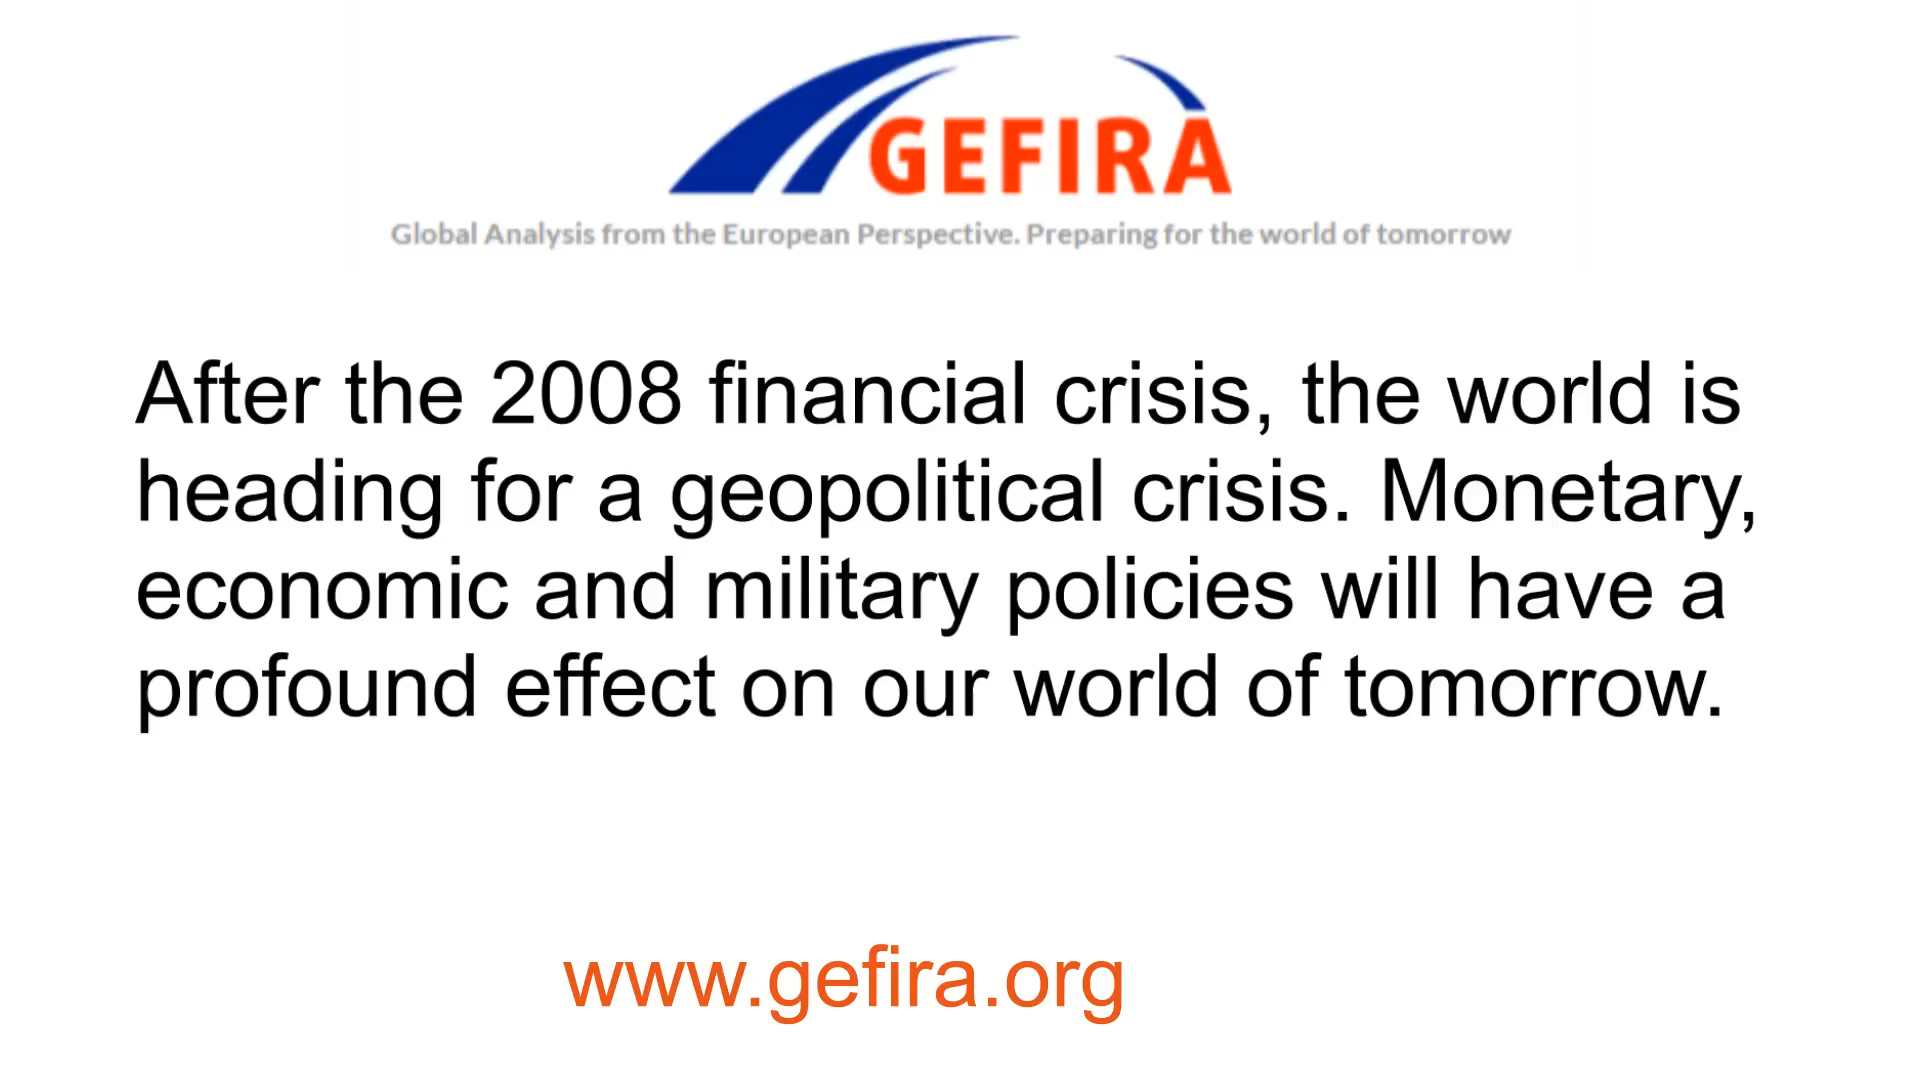 GEFIRA
Global Analysis from the European Perspective. Preparing for the world of tomorrow
After the 2008 financial crisis, the world is
heading for a geopolitical crisis. Monetary,
economic and military policies will have a
profound effect on our world of tomorrow.
www.gefira.org